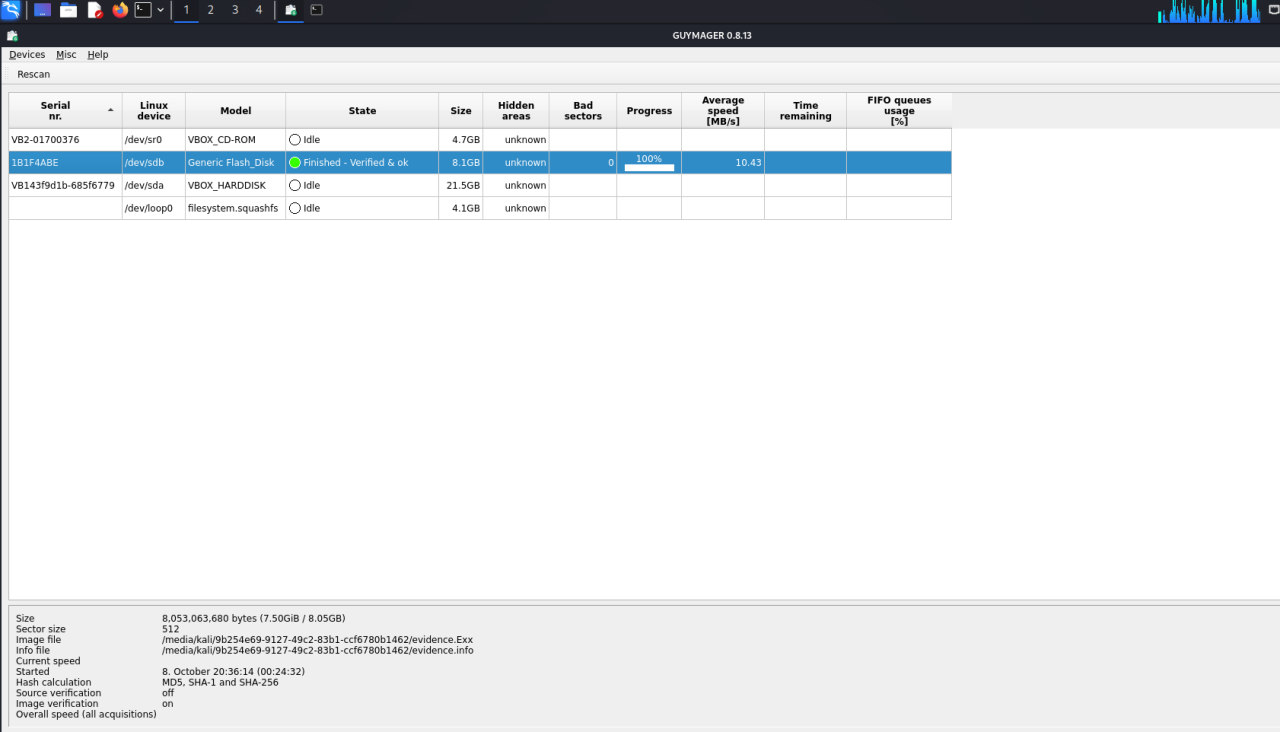 1 2 3 4
GUYMAGER 0.8.13
Devices Misc Help
Rescan
Serial nr. Linux device Model State Size Hidden areas Bad sectors Progress Average speed [MB/s] Time remaining FIFO queues usage [%]
VB2-01700376 /dev/sr0 VBOX_CD-ROM Idle 4.7GB unknown
1B1F4ABE /dev/sdb Generic Flash_Disk Finished - Verified & ok 8.1GB unknown 0 100% 10.43
VB143f9d1b-685f6779 /dev/sda VBOX_HARDDISK Idle 21.5GB unknown
/dev/loop0 filesystem.squashfs Idle 4.1GB unknown
Size 8,053,063,680 bytes (7.50GiB / 8.05GB)
Sector size 512
Image file /media/kali/9b254e69-9127-49c2-83b1-ccf6780b1462/evidence.Exx
Info file /media/kali/9b254e69-9127-49c2-83b1-ccf6780b1462/evidence.info
Current speed
Started 8. October 20:36:14 (00:24:32)
Hash calculation MD5, SHA-1 and SHA-256
Source verification off
Image verification on
Overall speed (all acquisitions)